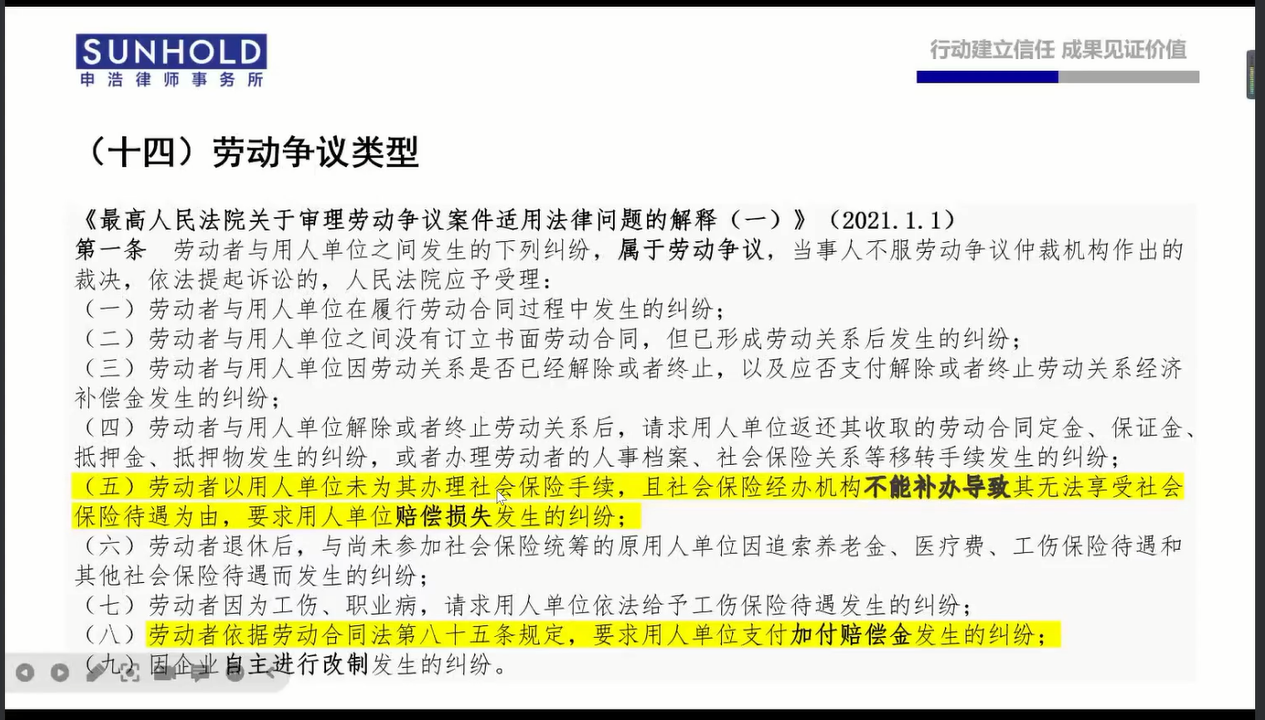 SUNHOLD
申浩律师事务所
行动建立信任 成果见证价值
（十四）劳动争议类型
《最高人民法院关于审理劳动争议案件适用法律问题的解释（一）》（2021.1.1）
第一条 劳动者与用人单位之间发生的下列纠纷，属于劳动争议，当事人不服劳动争议仲裁机构作出的
裁决，依法提起诉讼的，人民法院应予受理：
（一）劳动者与用人单位在履行劳动合同过程中发生的纠纷；
（二）劳动者与用人单位之间没有订立书面劳动合同，但已形成劳动关系后发生的纠纷；
（三）劳动者与用人单位因劳动关系是否已经解除或者终止，以及应否支付解除或者终止劳动关系经济
补偿金发生的纠纷；
（四）劳动者与用人单位解除或者终止劳动关系后，请求用人单位返还其收取的劳动合同定金、保证金、
抵押金、抵押物发生的纠纷，或者办理劳动者的人事档案、社会保险关系等移转手续发生的纠纷；
（五）劳动者以用人单位未为其办理社会保险手续，且社会保险经办机构不能补办导致其无法享受社会
保险待遇为由，要求用人单位赔偿损失发生的纠纷；
（六）劳动者退休后，与尚未参加社会保险统筹的原用人单位因追索养老金、医疗费、工伤保险待遇和
其他社会保险待遇而发生的纠纷；
（七）劳动者因为工伤、职业病，请求用人单位依法给予工伤保险待遇发生的纠纷；
（八）劳动者依据劳动合同法第八十五条规定，要求用人单位支付加付赔偿金发生的纠纷；
（九）因企业自主进行改制发生的纠纷。